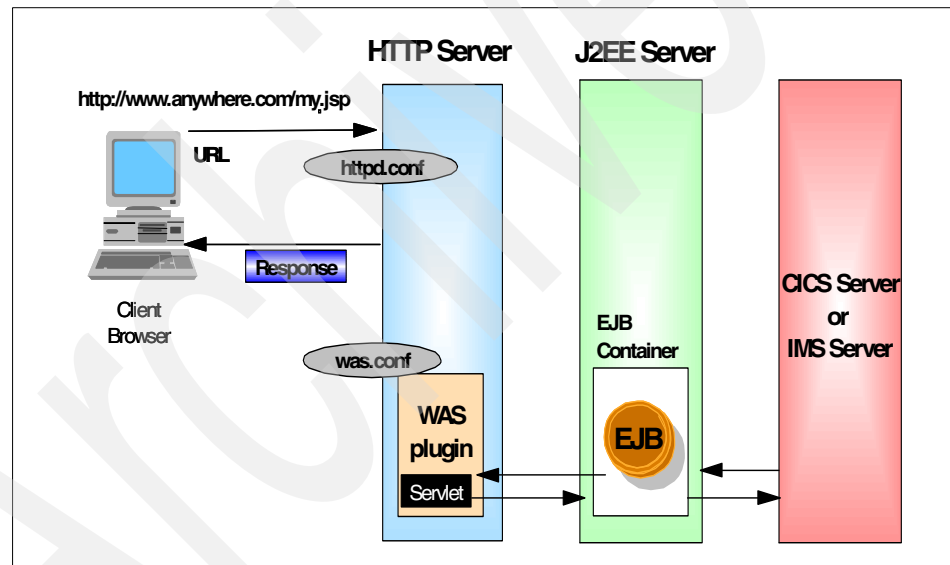 HTTP Server
J2EE Server
http://www.anywhere.com/my.jsp
URL
httpd.conf
Response
Client
Browser
CICS Server
or
IMS Server
EJB
Container
was.conf
WAS
plugin
EJB
Servlet
Archive